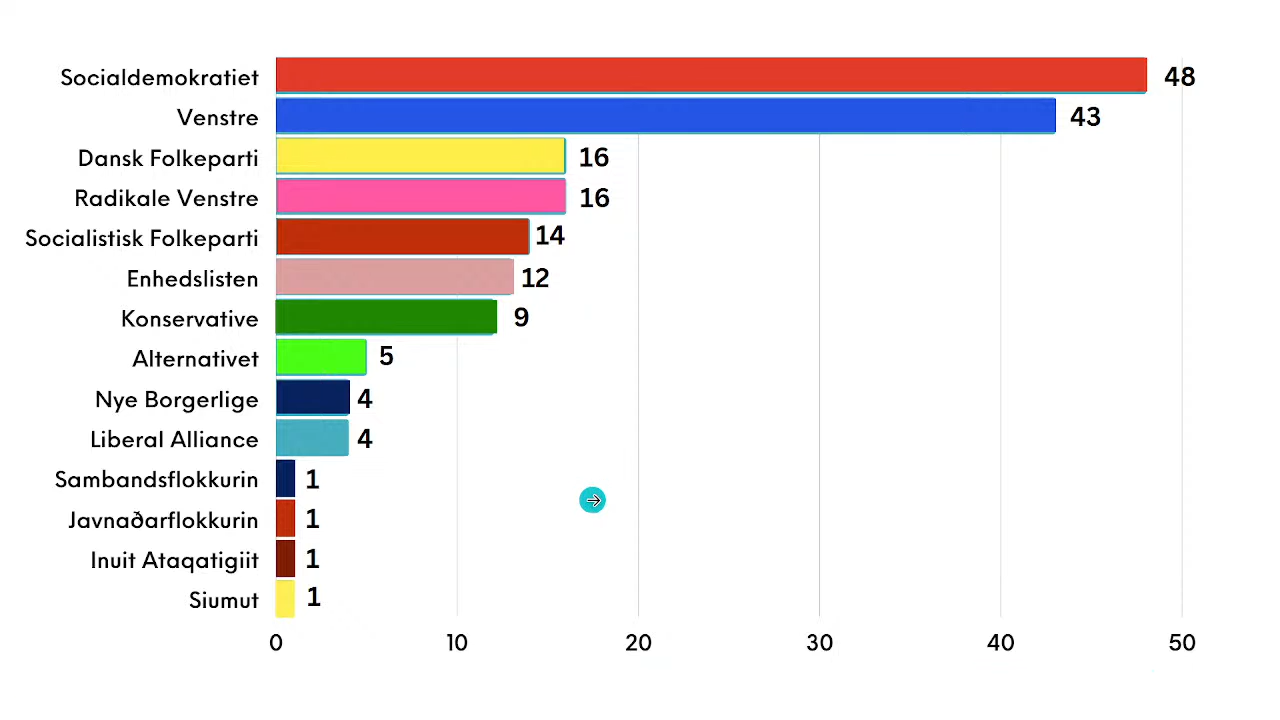 Socialdemokratiet 48
Venstre 43
Dansk Folkeparti 16
Radikale Venstre 16
Socialistisk Folkeparti 14
Enhedslisten 12
Konservative 9
Alternativet 5
Nye Borgerlige 4
Liberal Alliance 4
Sambandsflokkurin 1
Javnaðarflokkurin 1
Inuit Ataqatigiit 1
Siumut 1
0 10 20 30 40 50